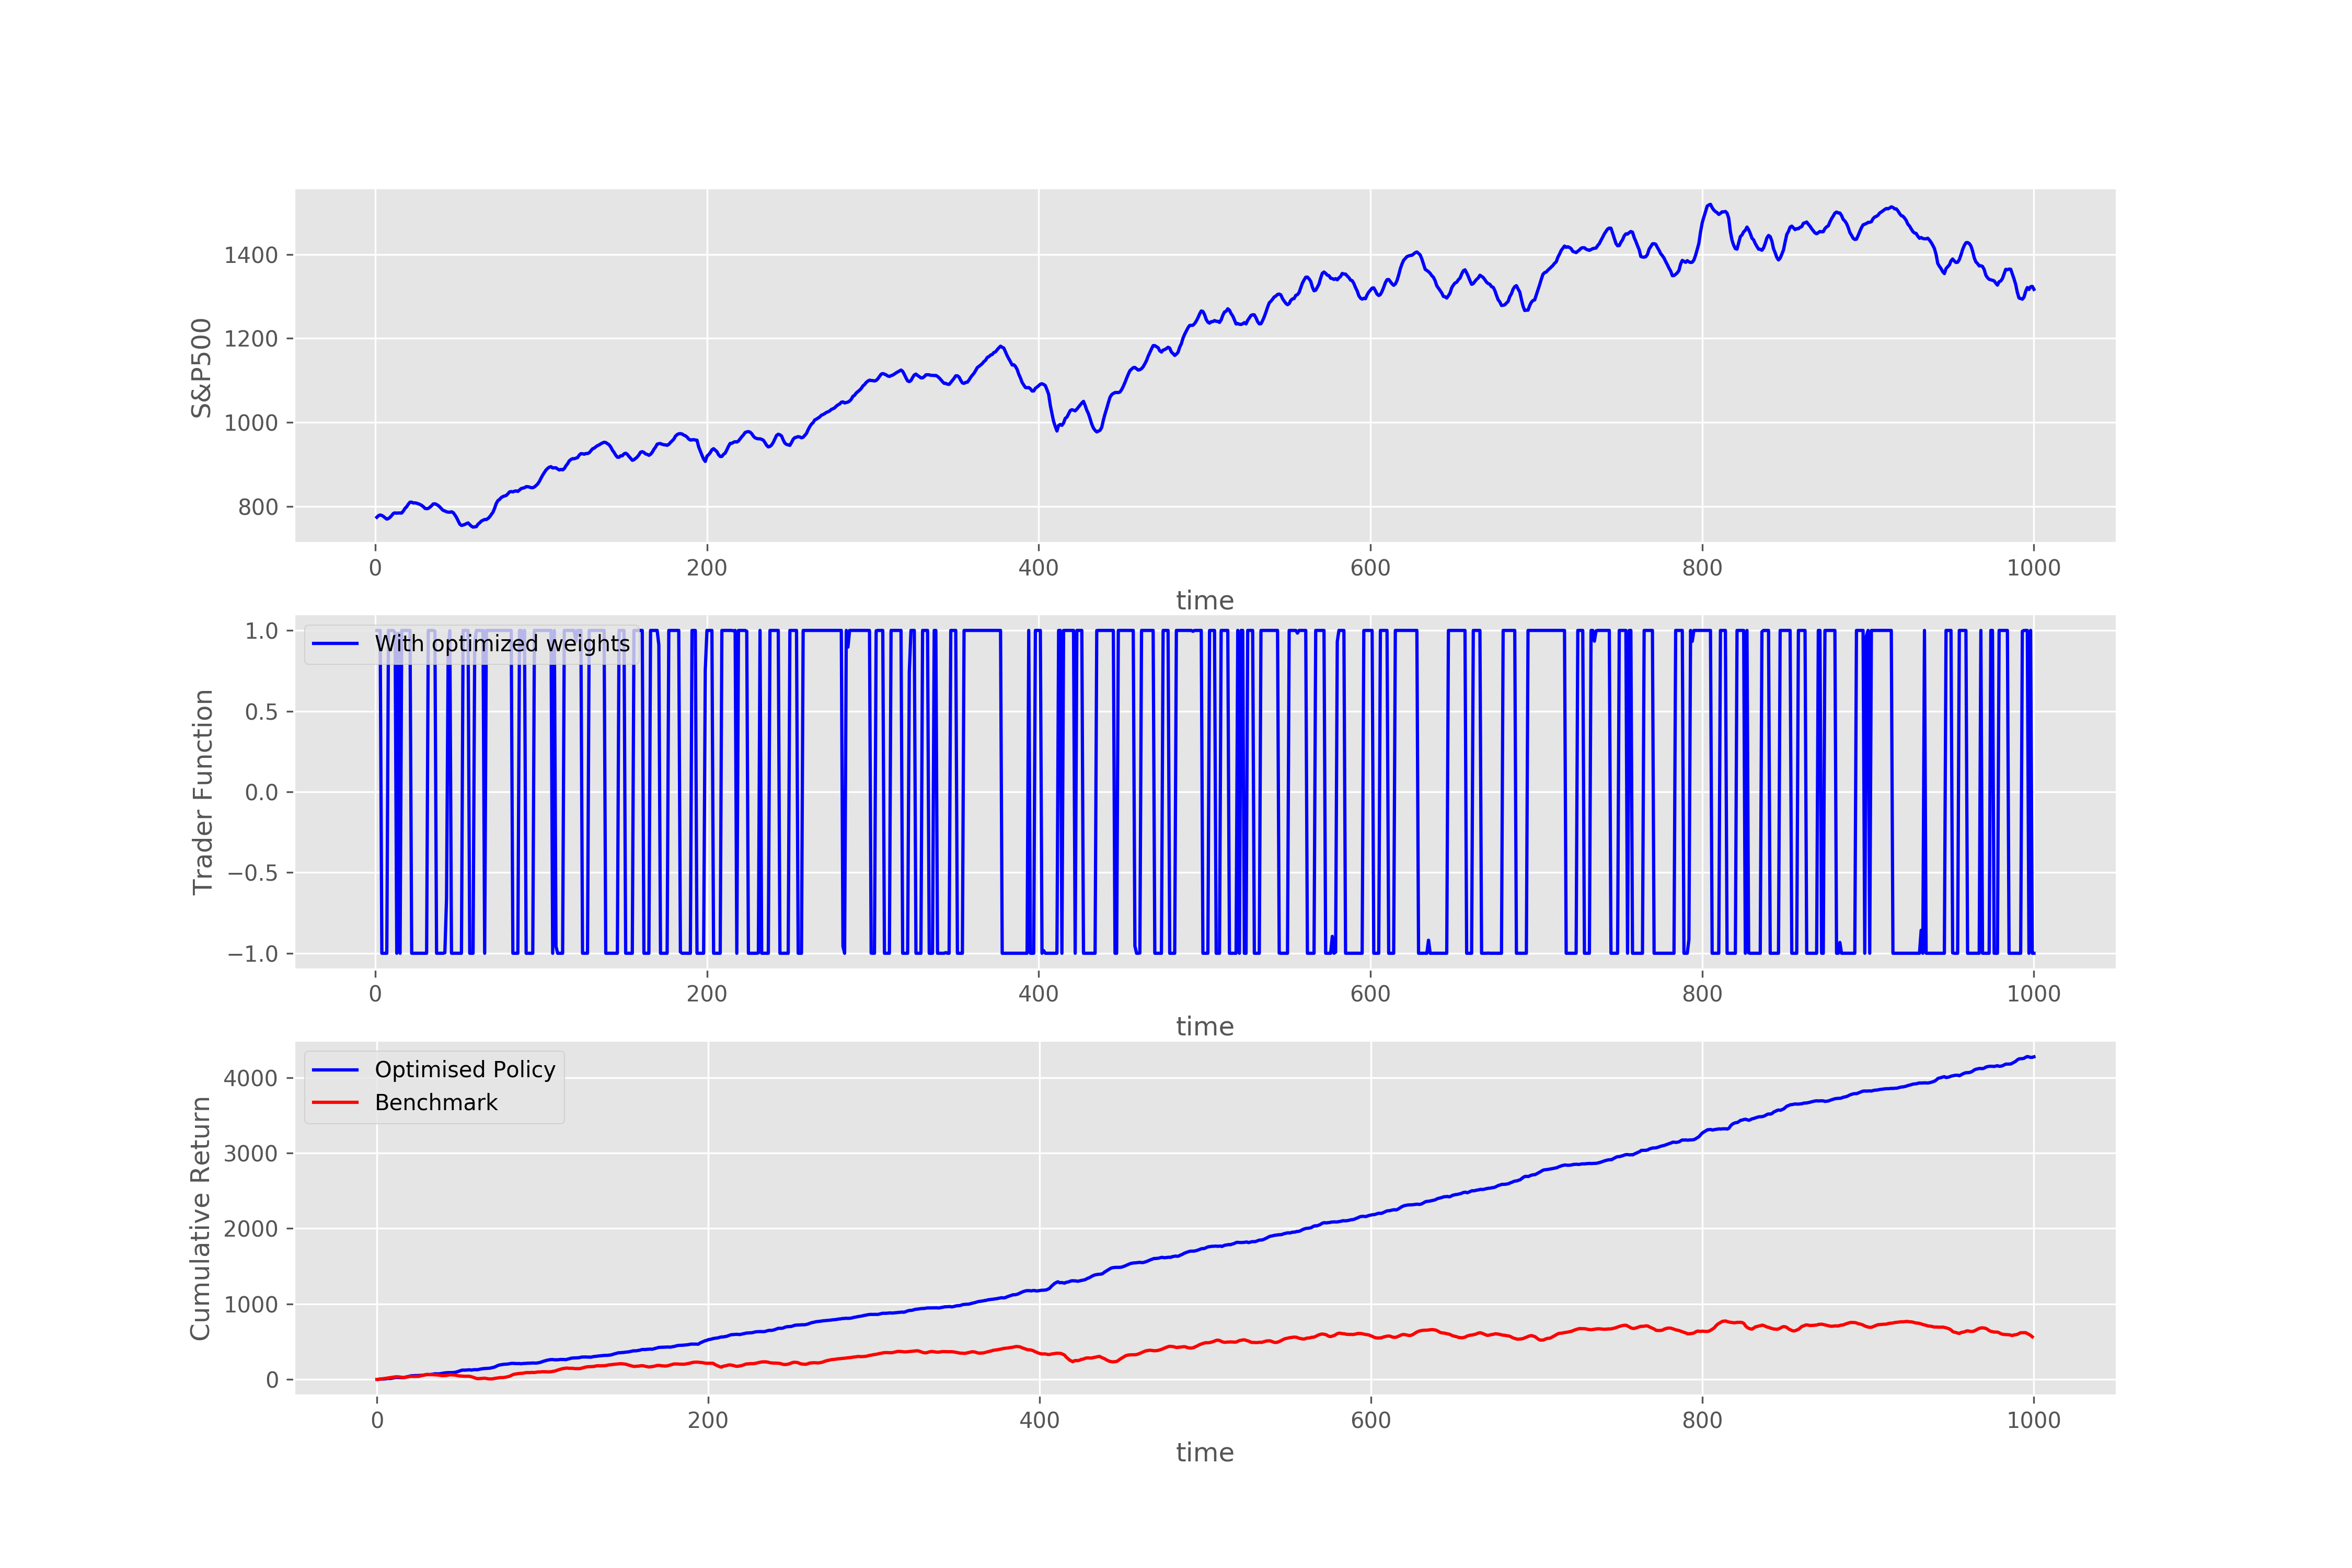 S&P500
1400
1200
1000
800
0 200 400 600 800 1000
time
Trader Function
With optimized weights
1.0
0.5
0.0
−0.5
−1.0
0 200 400 600 800 1000
time
Cumulative Return
Optimised Policy
Benchmark
4000
3000
2000
1000
0
0 200 400 600 800 1000
time